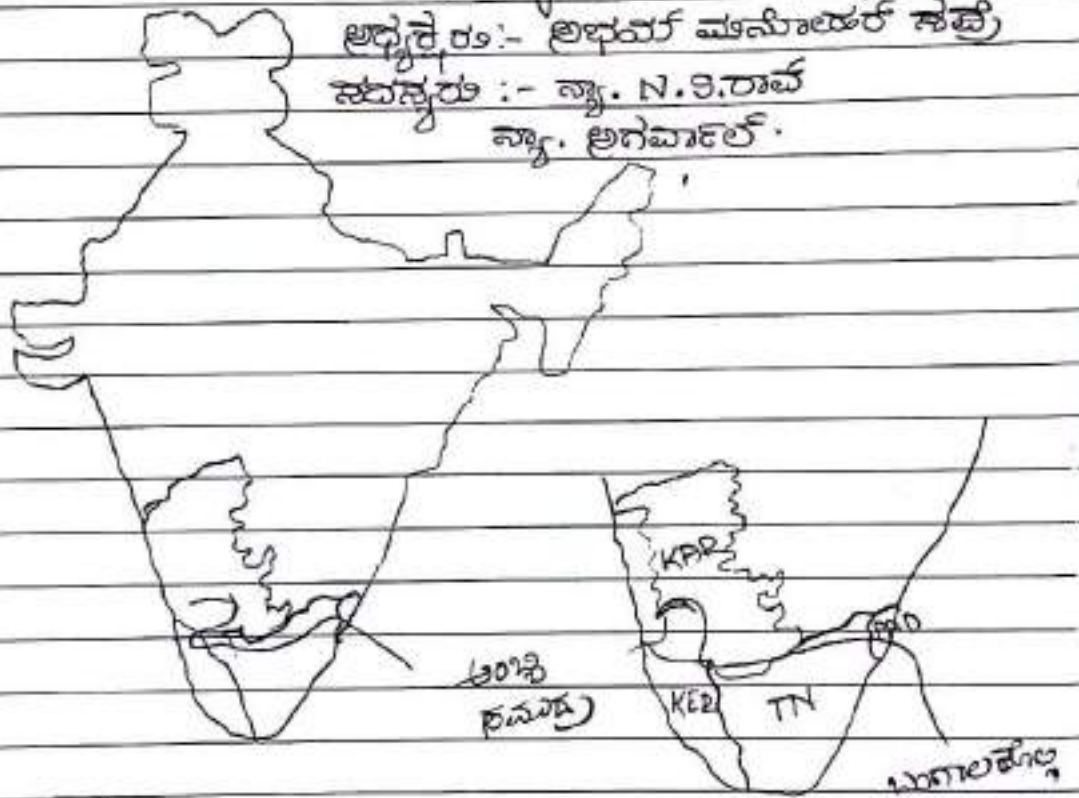 ಅಧ್ಯಕ್ಷರು:- ಅಭಯ್ ಮನೋಹರ್ ಸಪ್ರೆ
ಸದಸ್ಯರು :- ನ್ಯಾ. N.S.ರಾವ್
ನ್ಯಾ. ಅಗರ್ವಾಲ್.
KAR
ಅರಬ್ಬಿ
ಸಮುದ್ರ
KER
TN
ಬಂಗಾಲಕೊಲ್ಲಿ